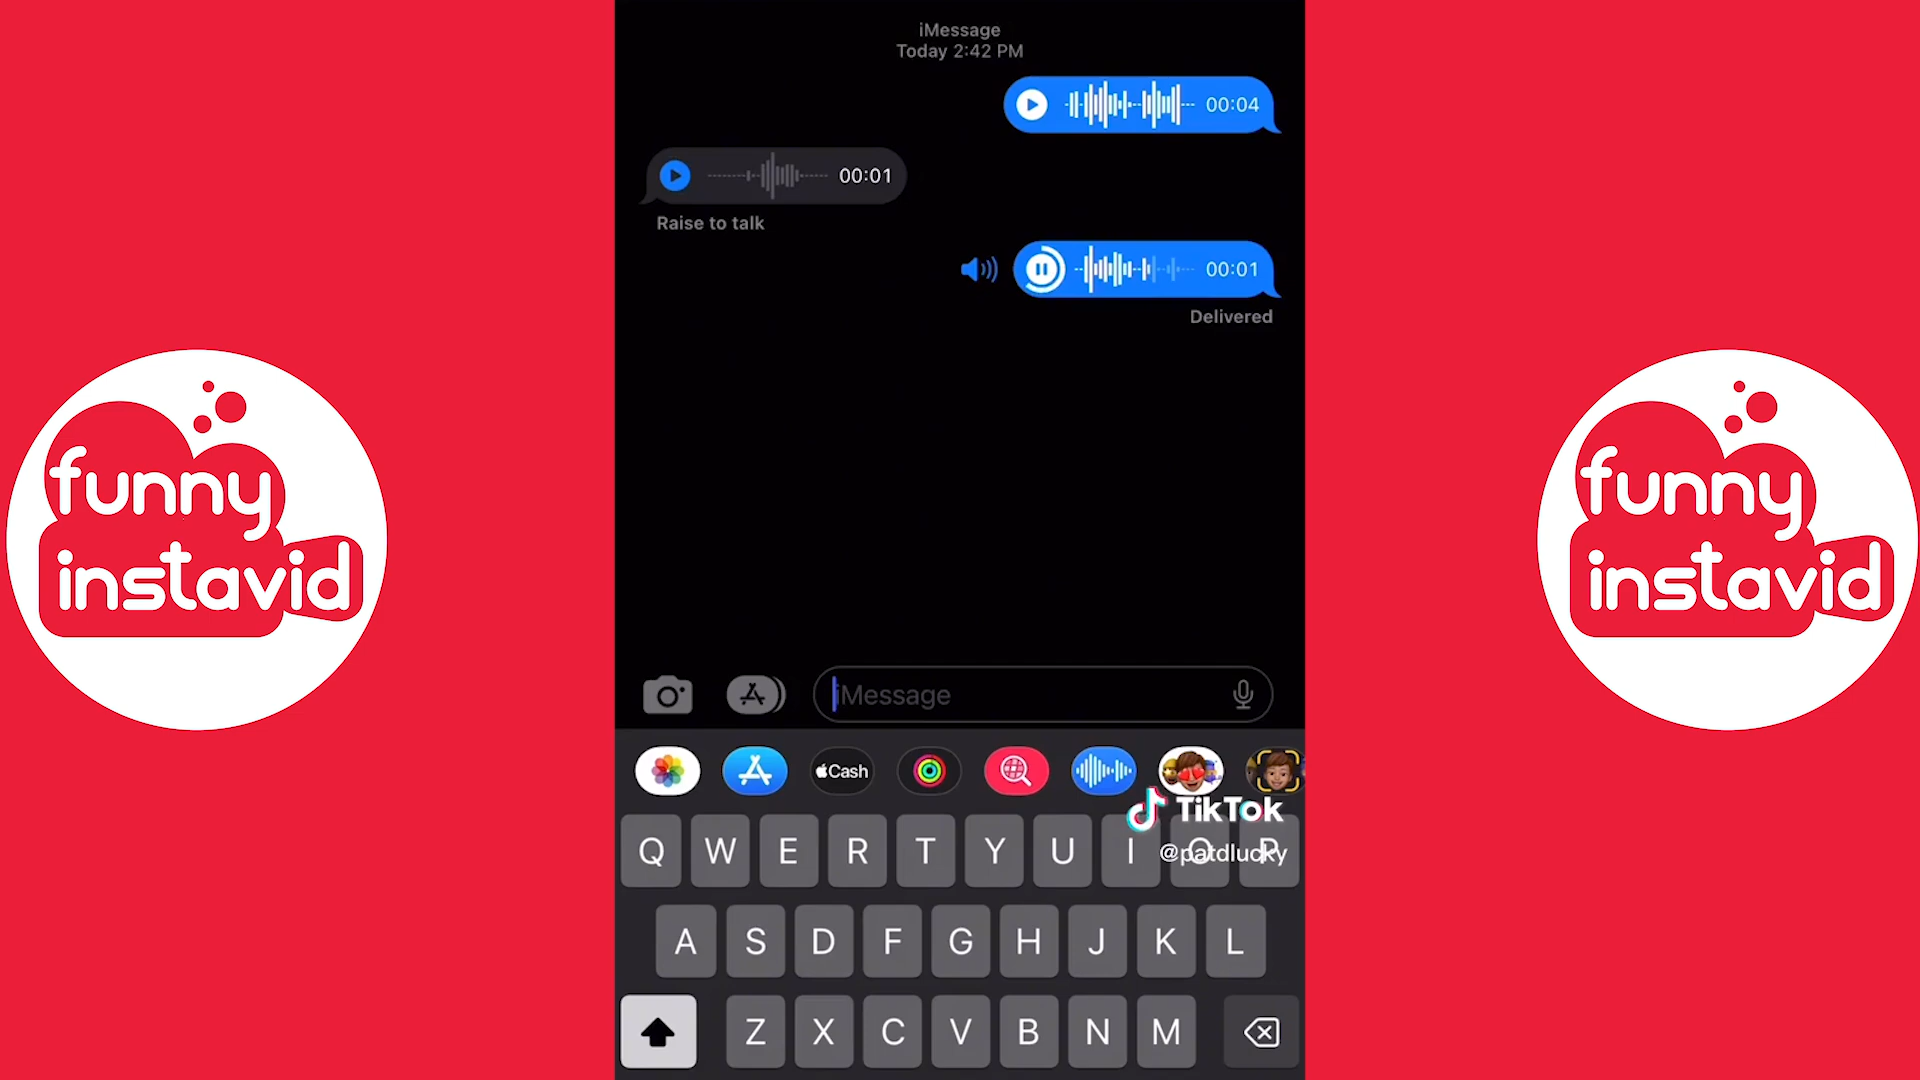 iMessage
Today 2:42 PM
00:04
00:01
Raise to talk
00:01
Delivered
funny
instavid
funny
instavid
iMessage
Cash
TikTok
@patdlucky
Q W E R T Y U I O P
A S D F G H J K L
Z X C V B N M